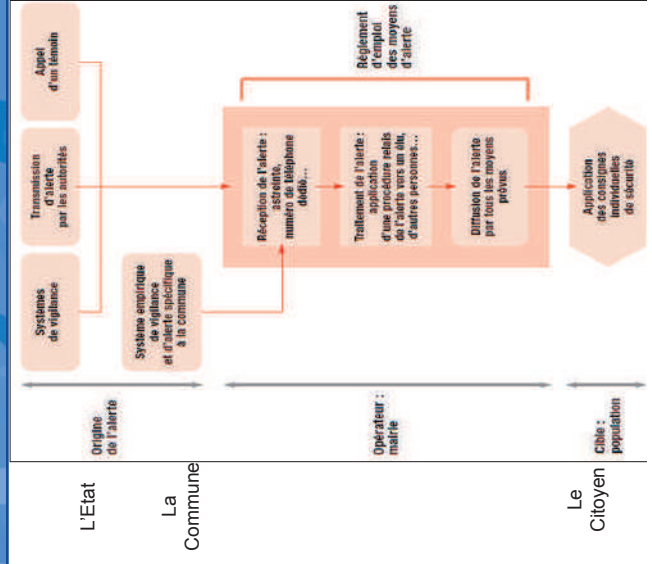 L'Etat
La
Commune
Le
Citoyen
Origine
de l'alerte
Opérateur :
mairie
Cible :
population
Systèmes
de vigilance
Transmission
d'alerte
par les autorités
Appel
d'un témoin
Système empirique
de vigilance
et d'alerte spécifique
à la commune
Réception de l'alerte :
astreinte,
numéro de téléphone
dédié...
Traitement de l'alerte :
application
d'une procédure relais
de l'alerte vers un élu,
d'autres personnes...
Diffusion de l'alerte
par tous les moyens
prévus
Règlement
d'emploi
des moyens
d'alerte
Application
des consignes
individuelles
de sécurité